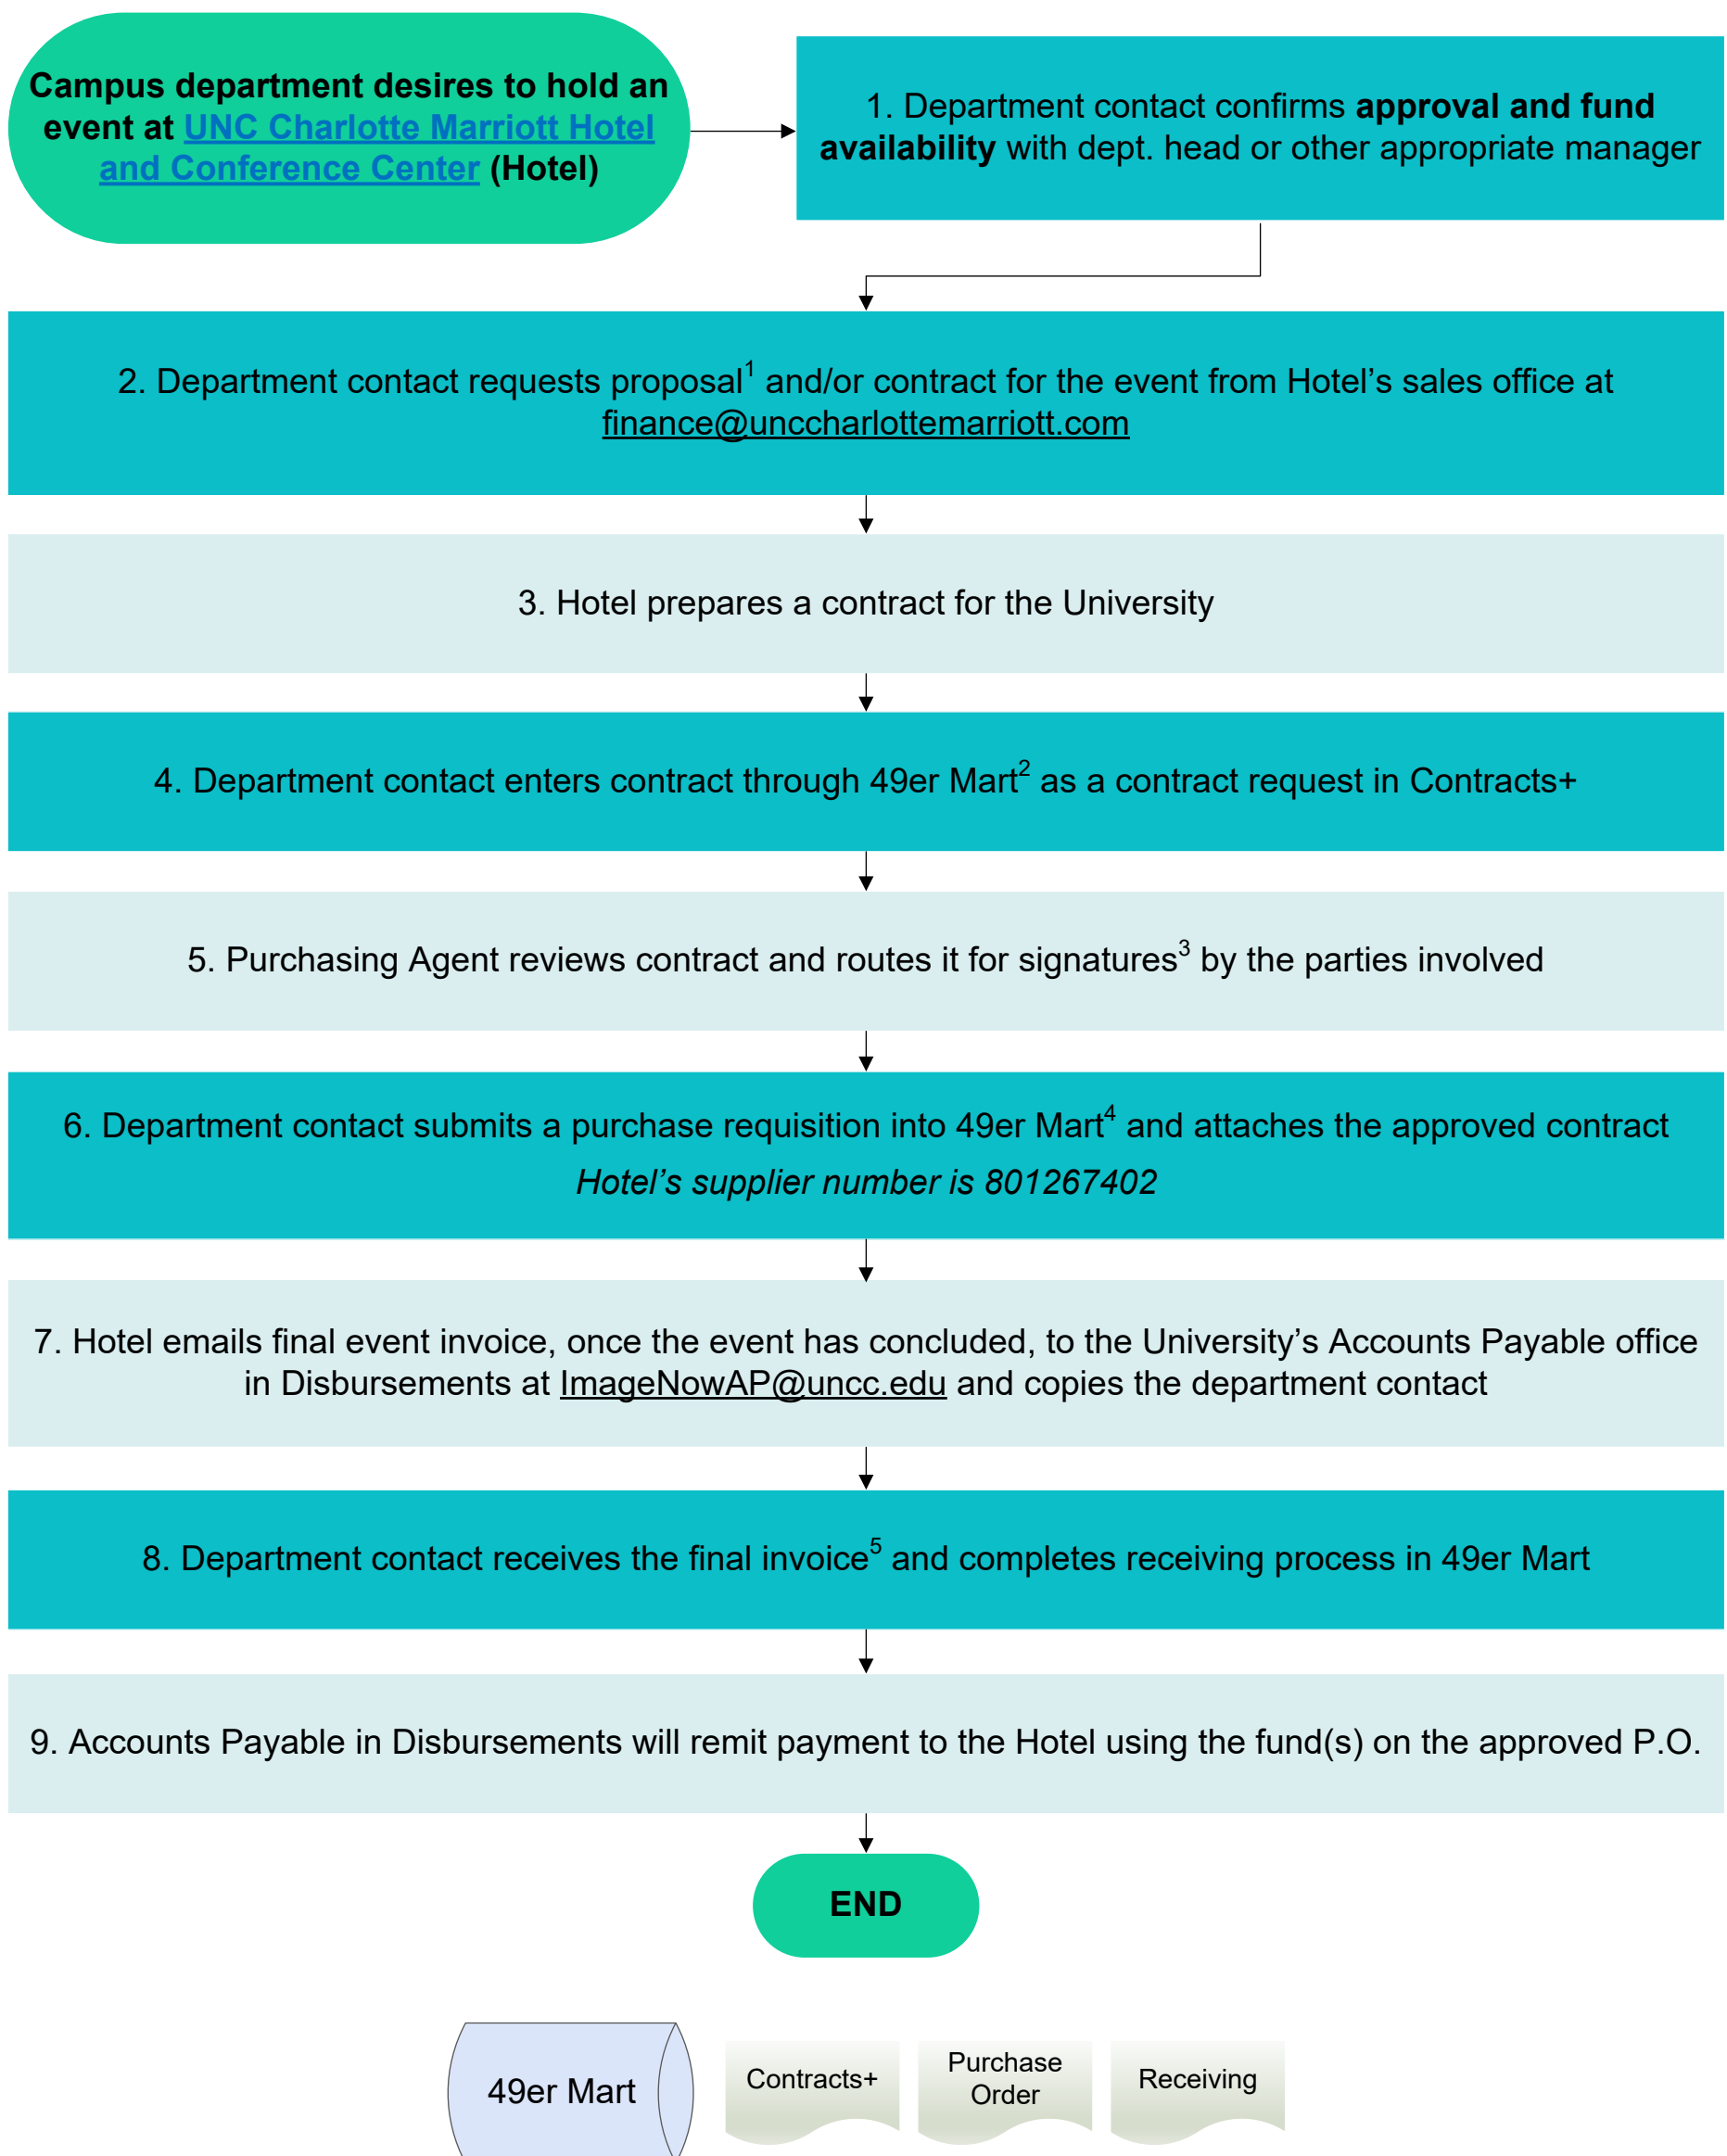 Campus department desires to hold an
event at UNC Charlotte Marriott Hotel
and Conference Center (Hotel)
1. Department contact confirms approval and fund
availability with dept. head or other appropriate manager
2. Department contact requests proposal¹ and/or contract for the event from Hotel’s sales office at
finance@unccharlottemarriott.com
3. Hotel prepares a contract for the University
4. Department contact enters contract through 49er Mart² as a contract request in Contracts+
5. Purchasing Agent reviews contract and routes it for signatures³ by the parties involved
6. Department contact submits a purchase requisition into 49er Mart⁴ and attaches the approved contract
Hotel’s supplier number is 801267402
7. Hotel emails final event invoice, once the event has concluded, to the University’s Accounts Payable office
in Disbursements at ImageNowAP@uncc.edu and copies the department contact
8. Department contact receives the final invoice⁵ and completes receiving process in 49er Mart
9. Accounts Payable in Disbursements will remit payment to the Hotel using the fund(s) on the approved P.O.
END
49er Mart
Contracts+
Purchase
Order
Receiving